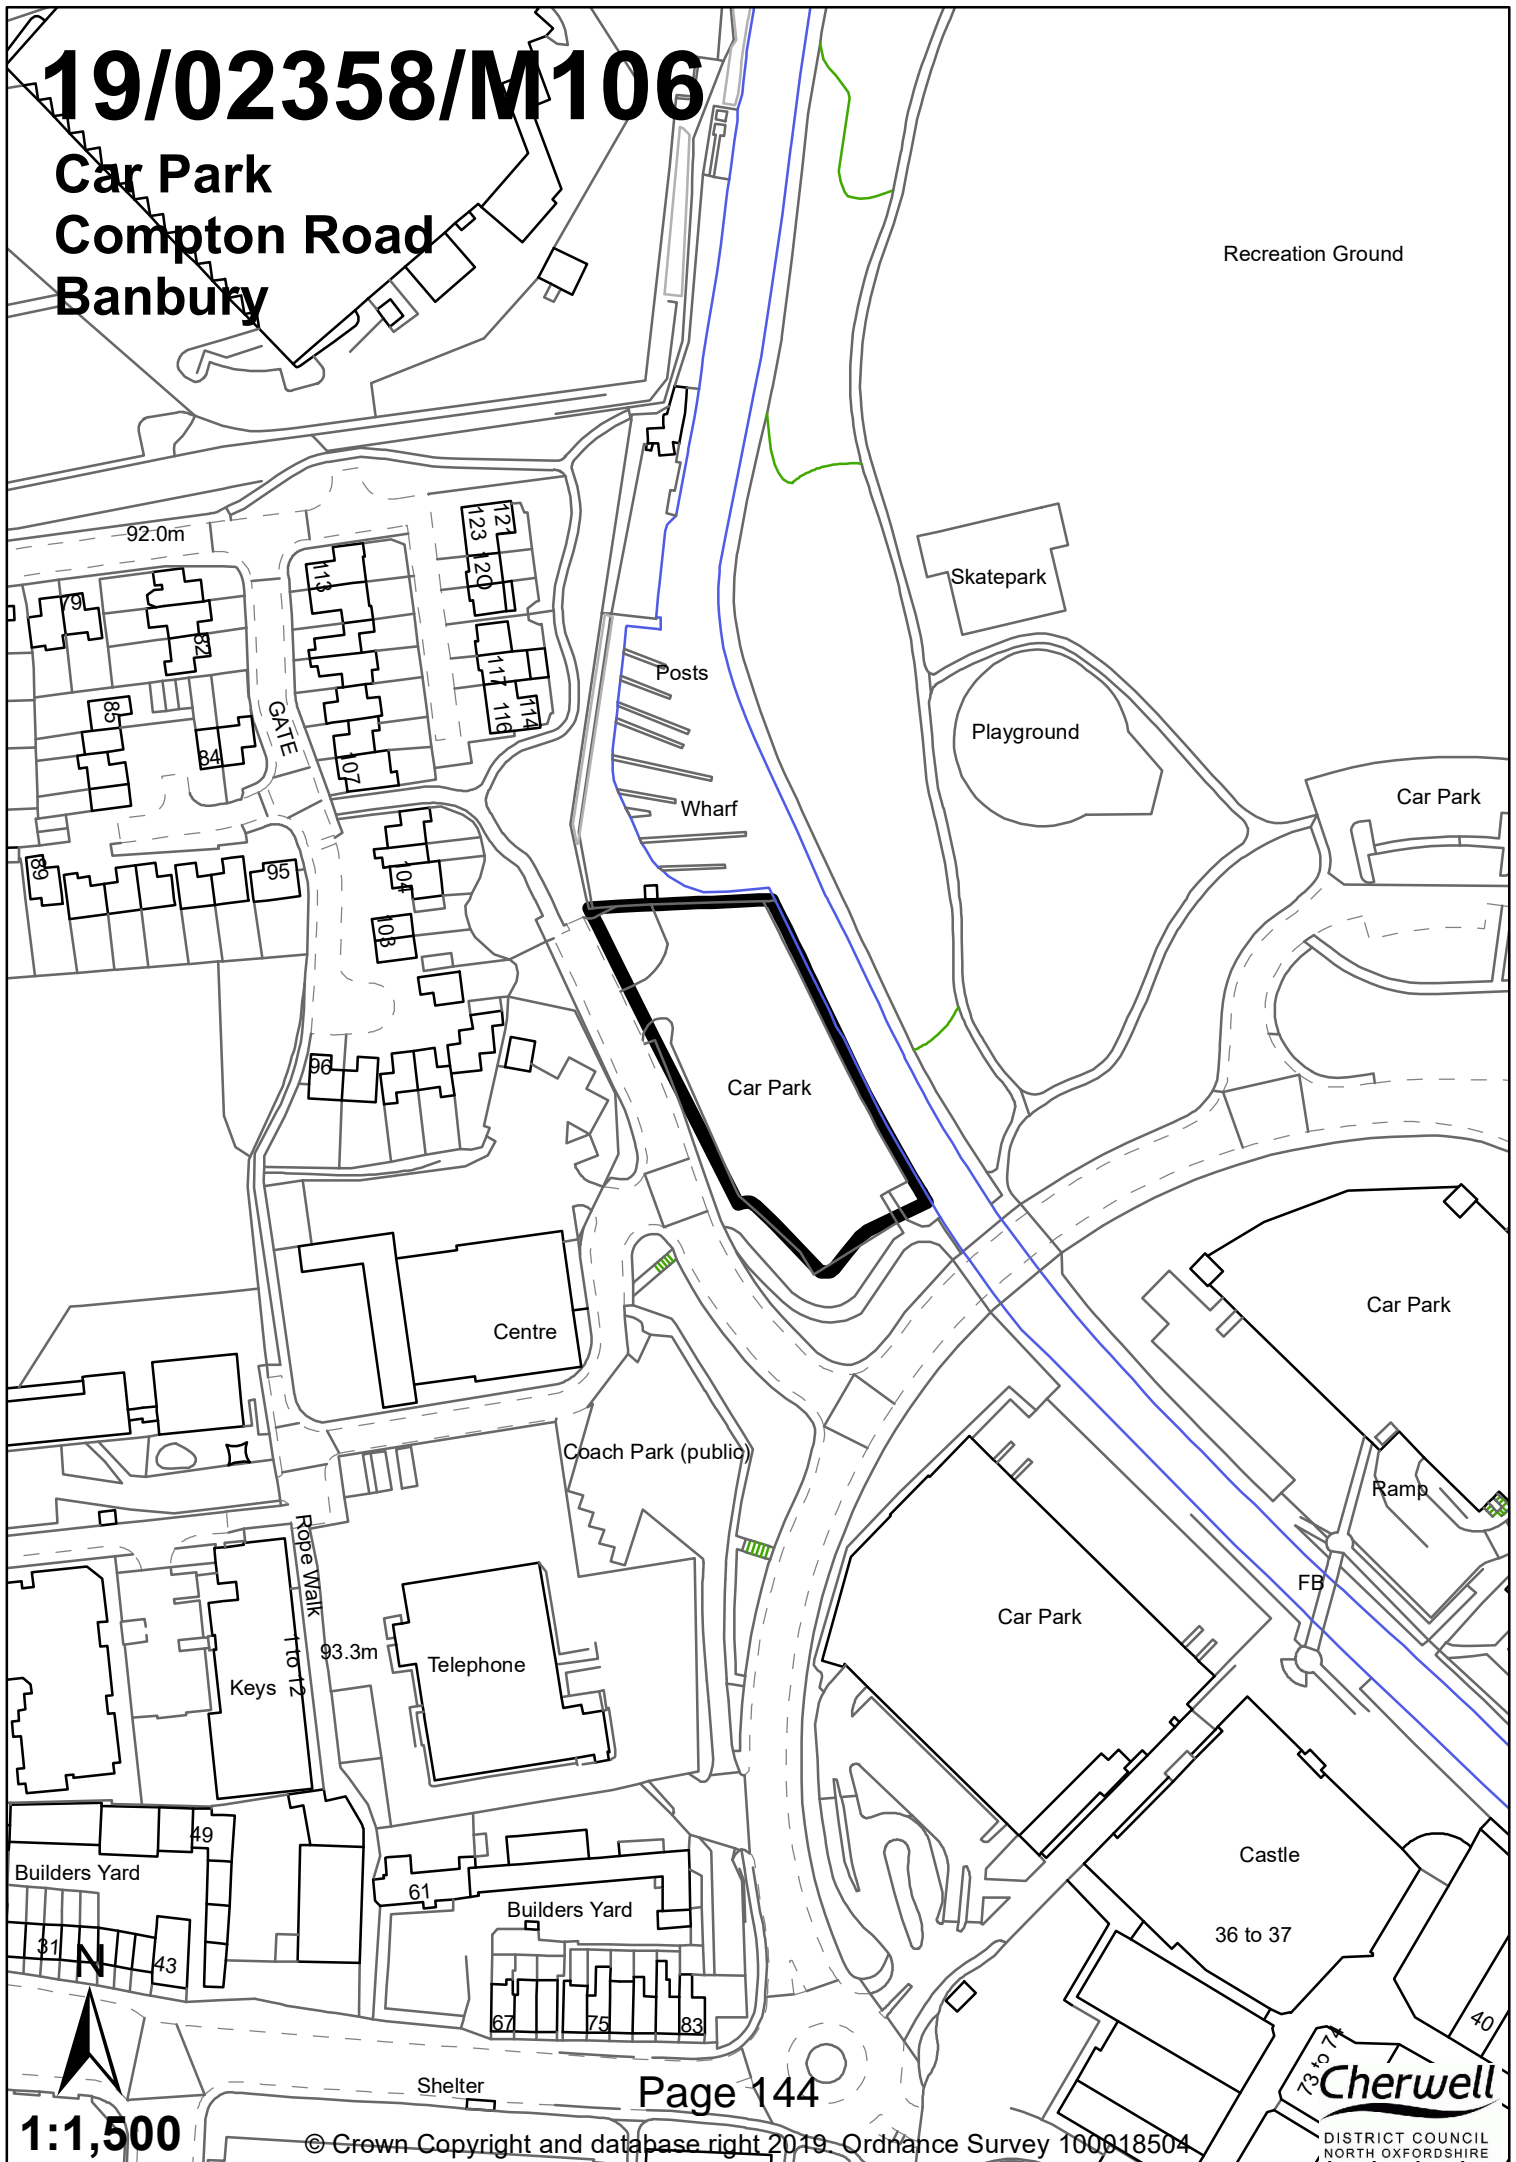 19/02358/M106
Car Park
Compton Road
Banbury
Recreation Ground
92.0m
123
121
120
113
Skatepark
79
82
117
Posts
85
GATE
116
114
84
107
Playground
Car Park
Wharf
89
95
104
103
96
Car Park
Centre
Car Park
Coach Park (public)
Ramp
Rope Walk
FB
1 to 12
93.3m
Telephone
Keys
Car Park
49
Builders Yard
61
Builders Yard
Castle
36 to 37
31
43
N
67
75
83
40
73 to 74
Shelter
Page 144
Cherwell
DISTRICT COUNCIL
NORTH OXFORDSHIRE
1:1,500
© Crown Copyright and database right 2019. Ordnance Survey 100018504